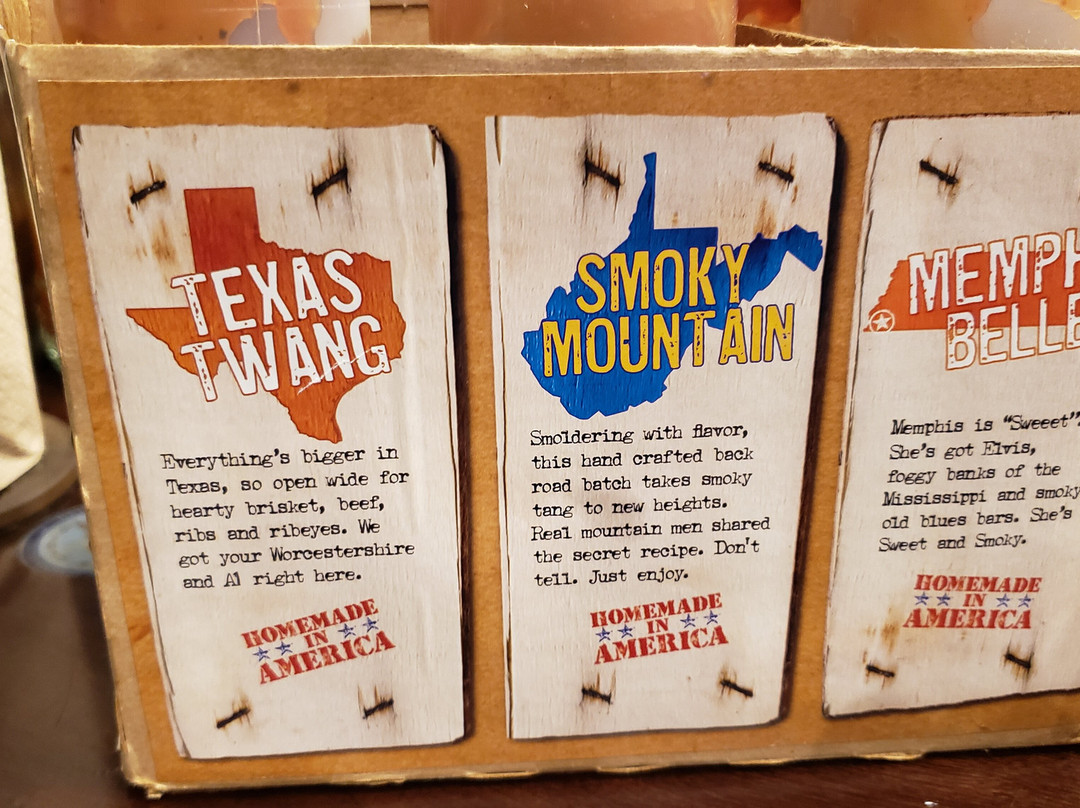 TEXAS
TWANG
Everything's bigger in
Texas, so open wide for
hearty brisket, beef,
ribs and ribeyes. We
got your Worcestershire
and A1 right here.
HOMEMADE
IN
AMERICA
SMOKY
MOUNTAIN
Smoldering with flavor,
this hand crafted back
road batch takes smoky
tang to new heights.
Real mountain men shared
the secret recipe. Don't
tell. Just enjoy.
HOMEMADE
IN
AMERICA
MEMPH
BELLE
Memphis is "Sweeet".
She's got Elvis,
foggy banks of the
Mississippi and smoky
old blues bars. She's
Sweet and Smoky.
HOMEMADE
IN
AMERICA